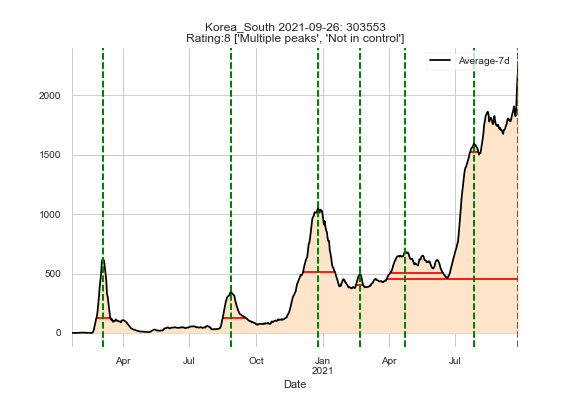 Korea_South 2021-09-26: 303553
Rating:8 ['Multiple peaks', 'Not in control']
Average-7d
2000
1500
1000
500
0
Apr Jul Oct Jan Apr Jul
2021
Date